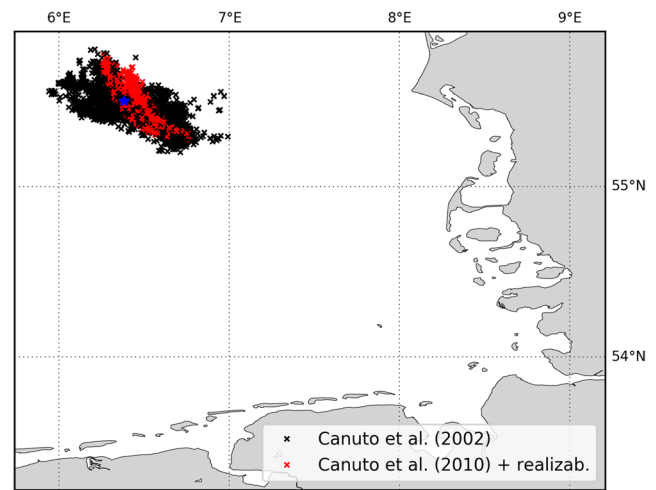 6°E 7°E 8°E 9°E
55°N
54°N
Canuto et al. (2002)
Canuto et al. (2010) + realizab.